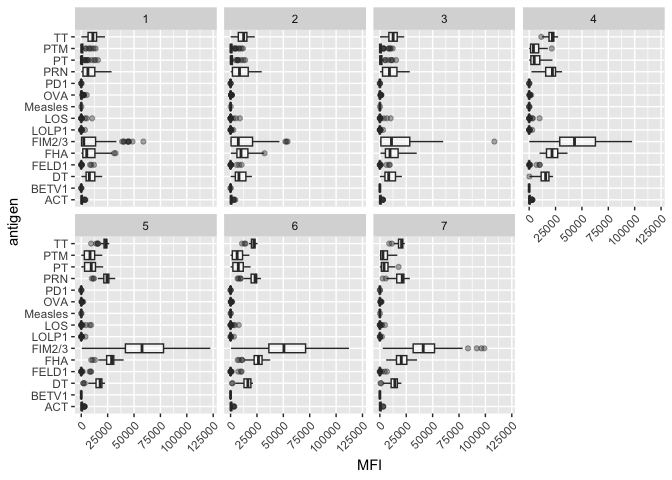 1 2 3 4
TT
PTM
PT
PRN
PD1
OVA
Measles
LOS
LOLP1
FIM2/3
FHA
FELD1
DT
BETV1
ACT
0 25000 50000 75000 100000 125000
5 6 7
TT
PTM
PT
PRN
PD1
OVA
Measles
LOS
LOLP1
FIM2/3
FHA
FELD1
DT
BETV1
ACT
0 25000 50000 75000 100000 125000 0 25000 50000 75000 100000 125000 0 25000 50000 75000 100000 125000
antigen
MFI